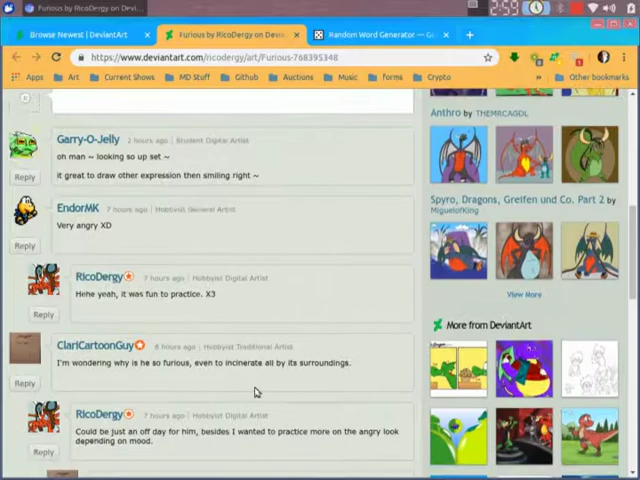 Furious by RicoDergy on Devi...
2:59
Browse Newest | DeviantArt
Furious by RicoDergy on Devi
Random Word Generator — G
https://www.deviantart.com/ricodergy/art/Furious-768395348
Apps
Art
Current Shows
MD Stuff
Github
Auctions
Music
forms
Crypto
Other bookmarks
Garry-O-Jelly 2 hours ago | Student Digital Artist
oh man ~ looking so up set ~
it great to draw other expression then smiling right ~
Reply
EndorMK 7 hours ago | Hobbyist General Artist
Very angry XD
Reply
RicoDergy 7 hours ago | Hobbyist Digital Artist
Hehe yeah, it was fun to practice. X3
Reply
ClariCartoonGuy 8 hours ago | Hobbyist Traditional Artist
I'm wondering why is he so furious, even to incinerate all by its surroundings.
Reply
RicoDergy 7 hours ago | Hobbyist Digital Artist
Could be just an off day for him, besides I wanted to practice more on the angry look
depending on mood.
Reply
Anthro by THEMRCAGDL
Spyro, Dragons, Greifen und Co. Part 2 by
MiguelofKing
View More
More from DeviantArt